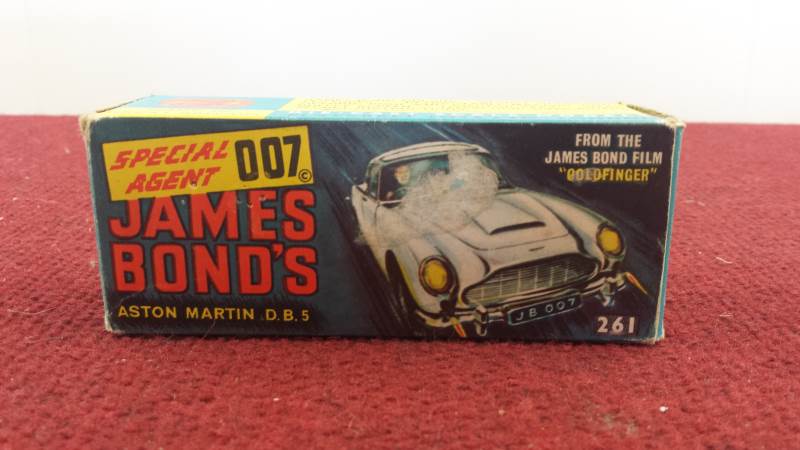 SPECIAL
AGENT
007©
JAMES
BOND'S
ASTON MARTIN D.B.5
FROM THE
JAMES BOND FILM
"GOLDFINGER"
JB 007
261